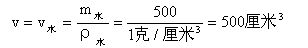 v = v水 = m水/ρ水 = 500/1克/厘米³ = 500厘米³